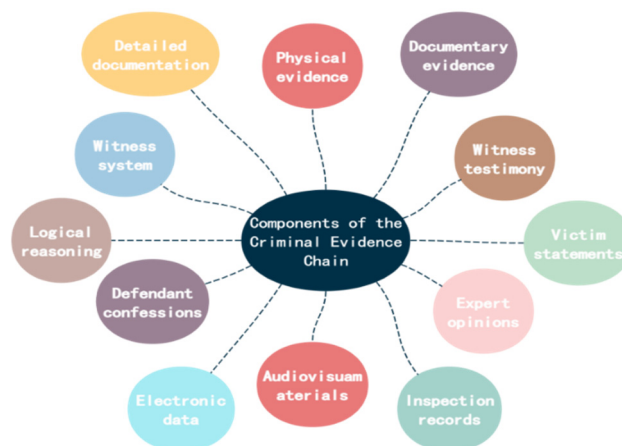 Detailed
documentation
Physical
evidence
Documentary
evidence
Witness
system
Witness
testimony
Components of the
Criminal Evidence
Chain
Logical
reasoning
Victim
statements
Defendant
confessions
Expert
opinions
Electronic
data
Audiovisuam
aterials
Inspection
records